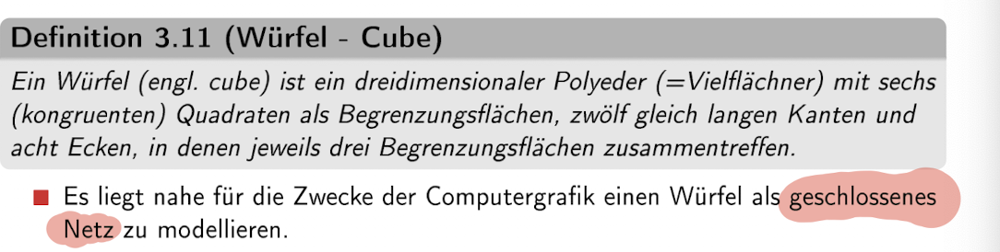 Definition 3.11 (Würfel - Cube)
Ein Würfel (engl. cube) ist ein dreidimensionaler Polyeder (=Vielflächner) mit sechs
(kongruenten) Quadraten als Begrenzungsflächen, zwölf gleich langen Kanten und
acht Ecken, in denen jeweils drei Begrenzungsflächen zusammentreffen.
Es liegt nahe für die Zwecke der Computergrafik einen Würfel als geschlossenes
Netz zu modellieren.